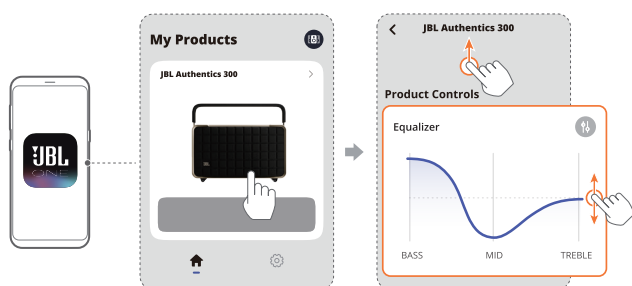 JBL
ONE
My Products
JBL Authentics 300
JBL Authentics 300
Product Controls
Equalizer
BASS
MID
TREBLE